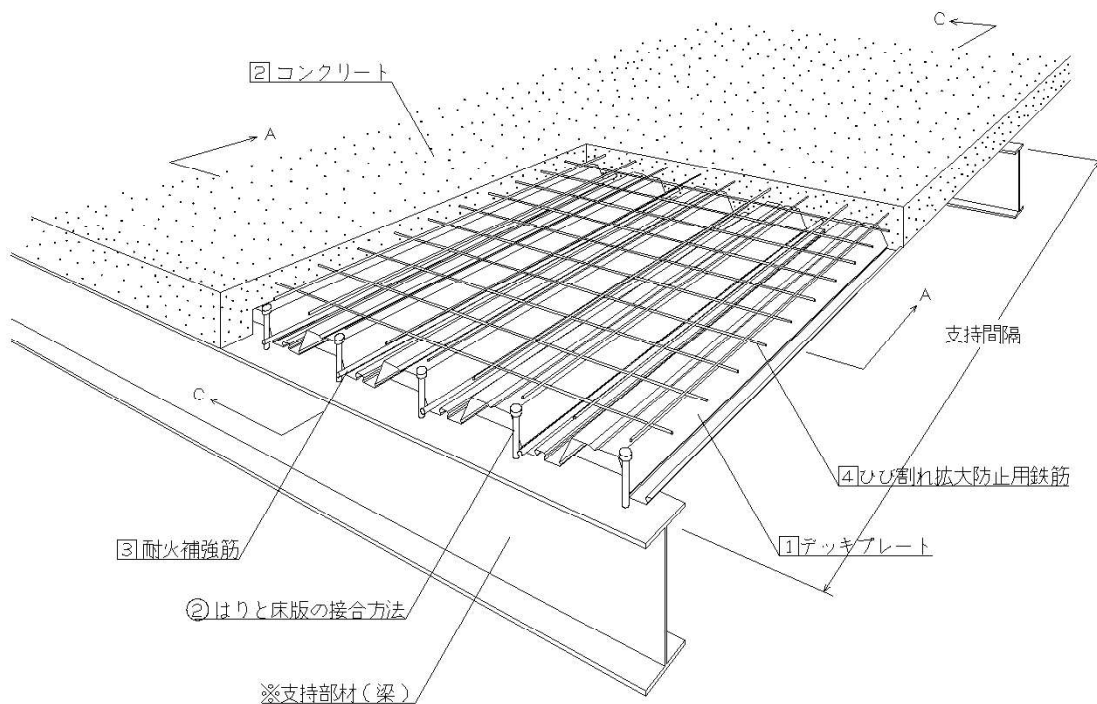 C
②コンクリート
A
A
支持間隔
C
④ひび割れ拡大防止用鉄筋
③耐火補強筋
①デッキプレート
②はりと床版の接合方法
※支持部材(梁)